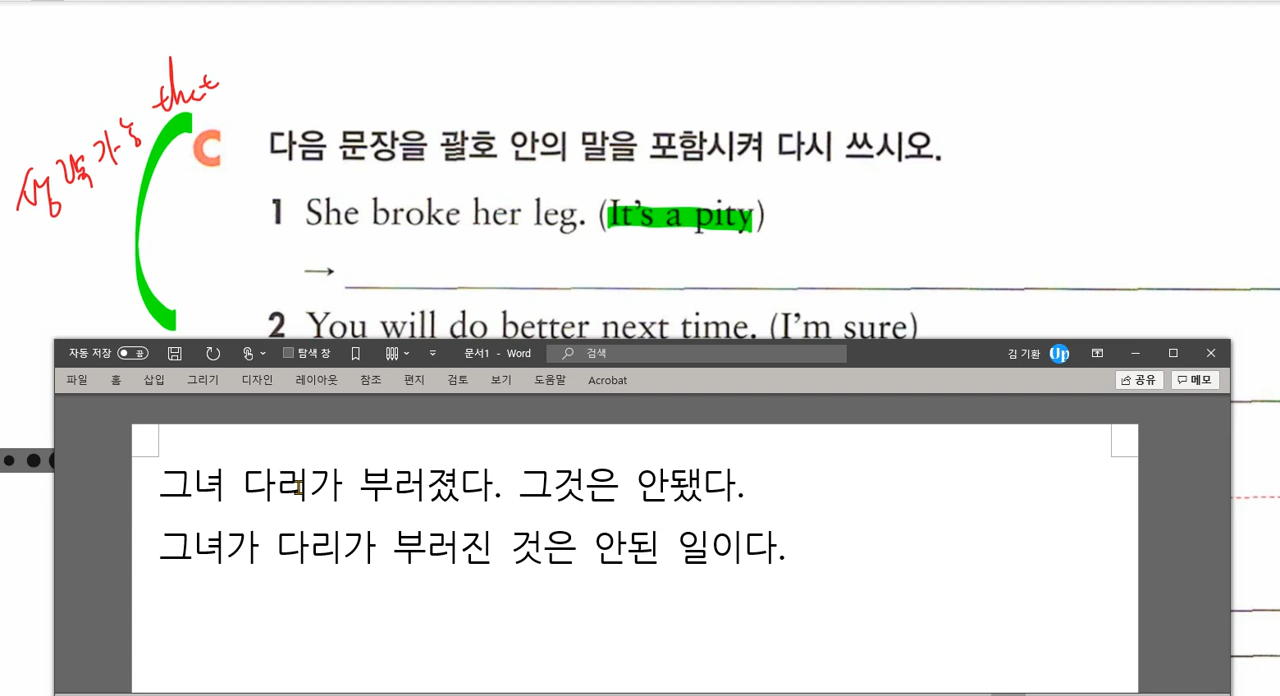 생략가능 that
C 다음 문장을 괄호 안의 말을 포함시켜 다시 쓰시오.
1 She broke her leg. (It's a pity)
→
2 You will do better next time. (I'm sure)
자동 저장 끔 탐색 창 문서1 - Word 검색 김 기환 Up
파일 홈 삽입 그리기 디자인 레이아웃 참조 편지 검토 보기 도움말 Acrobat 공유 메모
그녀 다리가 부러졌다. 그것은 안됐다.
그녀가 다리가 부러진 것은 안된 일이다.